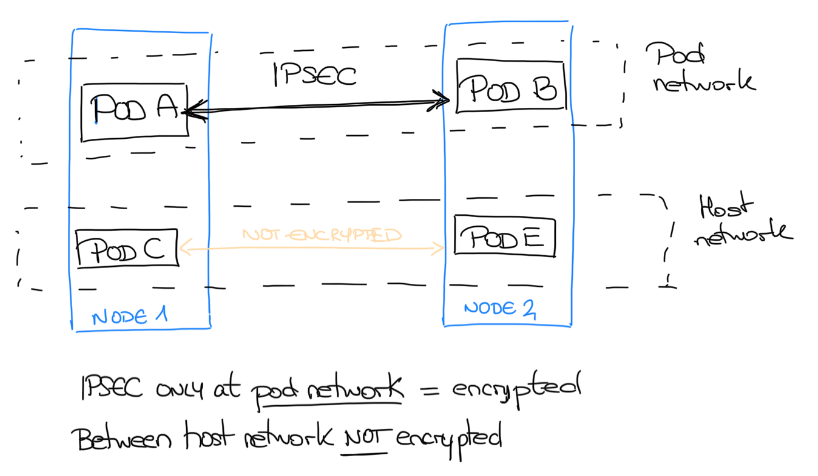 IPSEC
Pod
network
POD A
POD B
Host
network
NOT ENCRYPTED
POD C
POD E
NODE 1
NODE 2
IPSEC ONLY at pod network = encrypted
Between host network NOT encrypted